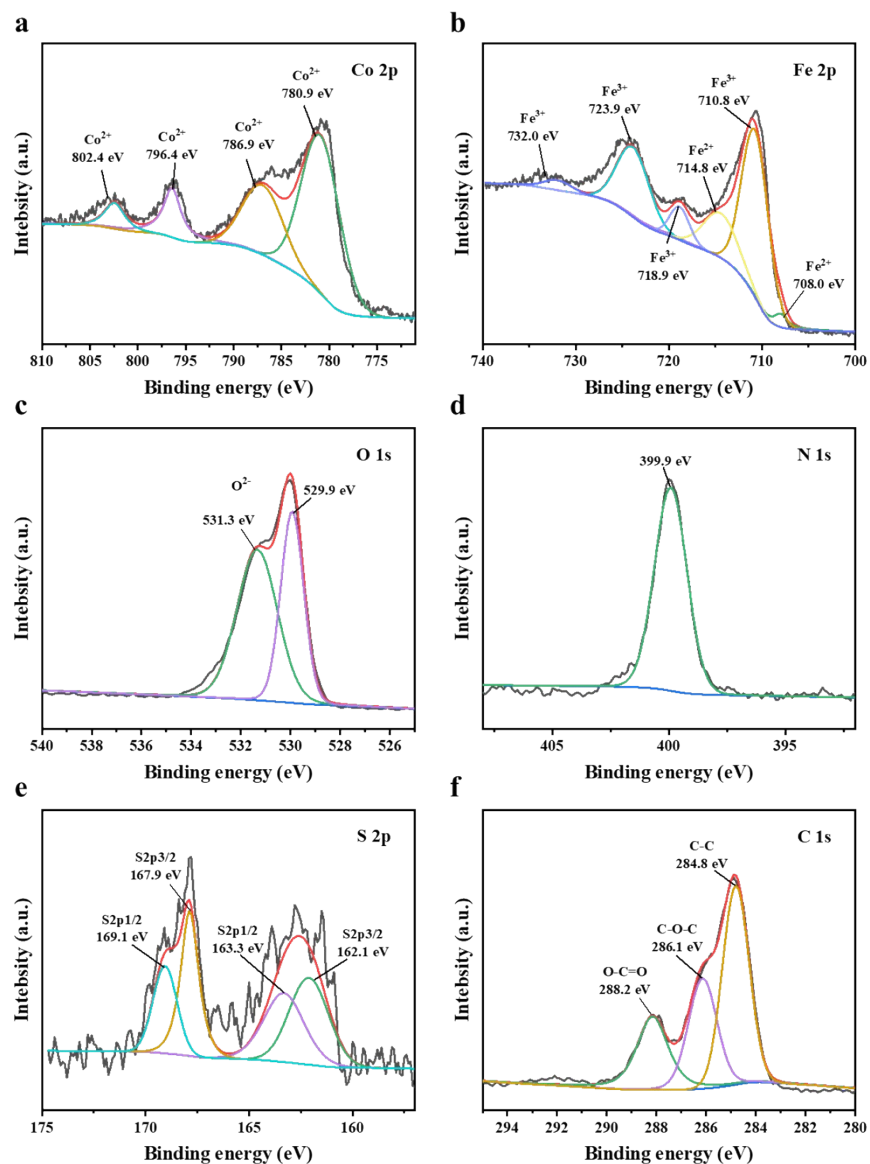 a
Co 2p
Co2+
780.9 eV
Co2+
786.9 eV
Co2+
796.4 eV
Co2+
802.4 eV
Intebsity (a.u.)
810 805 800 795 790 785 780 775
Binding energy (eV)
b
Fe 2p
Fe3+
710.8 eV
Fe3+
723.9 eV
Fe3+
732.0 eV
Fe2+
714.8 eV
Fe3+
718.9 eV
Fe2+
708.0 eV
Intebsity (a.u.)
740 730 720 710 700
Binding energy (eV)
c
O 1s
O2-
531.3 eV
529.9 eV
Intebsity (a.u.)
540 538 536 534 532 530 528 526
Binding energy (eV)
d
N 1s
399.9 eV
Intebsity (a.u.)
405 400 395
Binding energy (eV)
e
S 2p
S2p3/2
167.9 eV
S2p1/2
169.1 eV
S2p1/2
163.3 eV
S2p3/2
162.1 eV
Intebsity (a.u.)
175 170 165 160
Binding energy (eV)
f
C 1s
C-C
284.8 eV
C-O-C
286.1 eV
O-C=O
288.2 eV
Intebsity (a.u.)
294 292 290 288 286 284 282 280
Binding energy (eV)